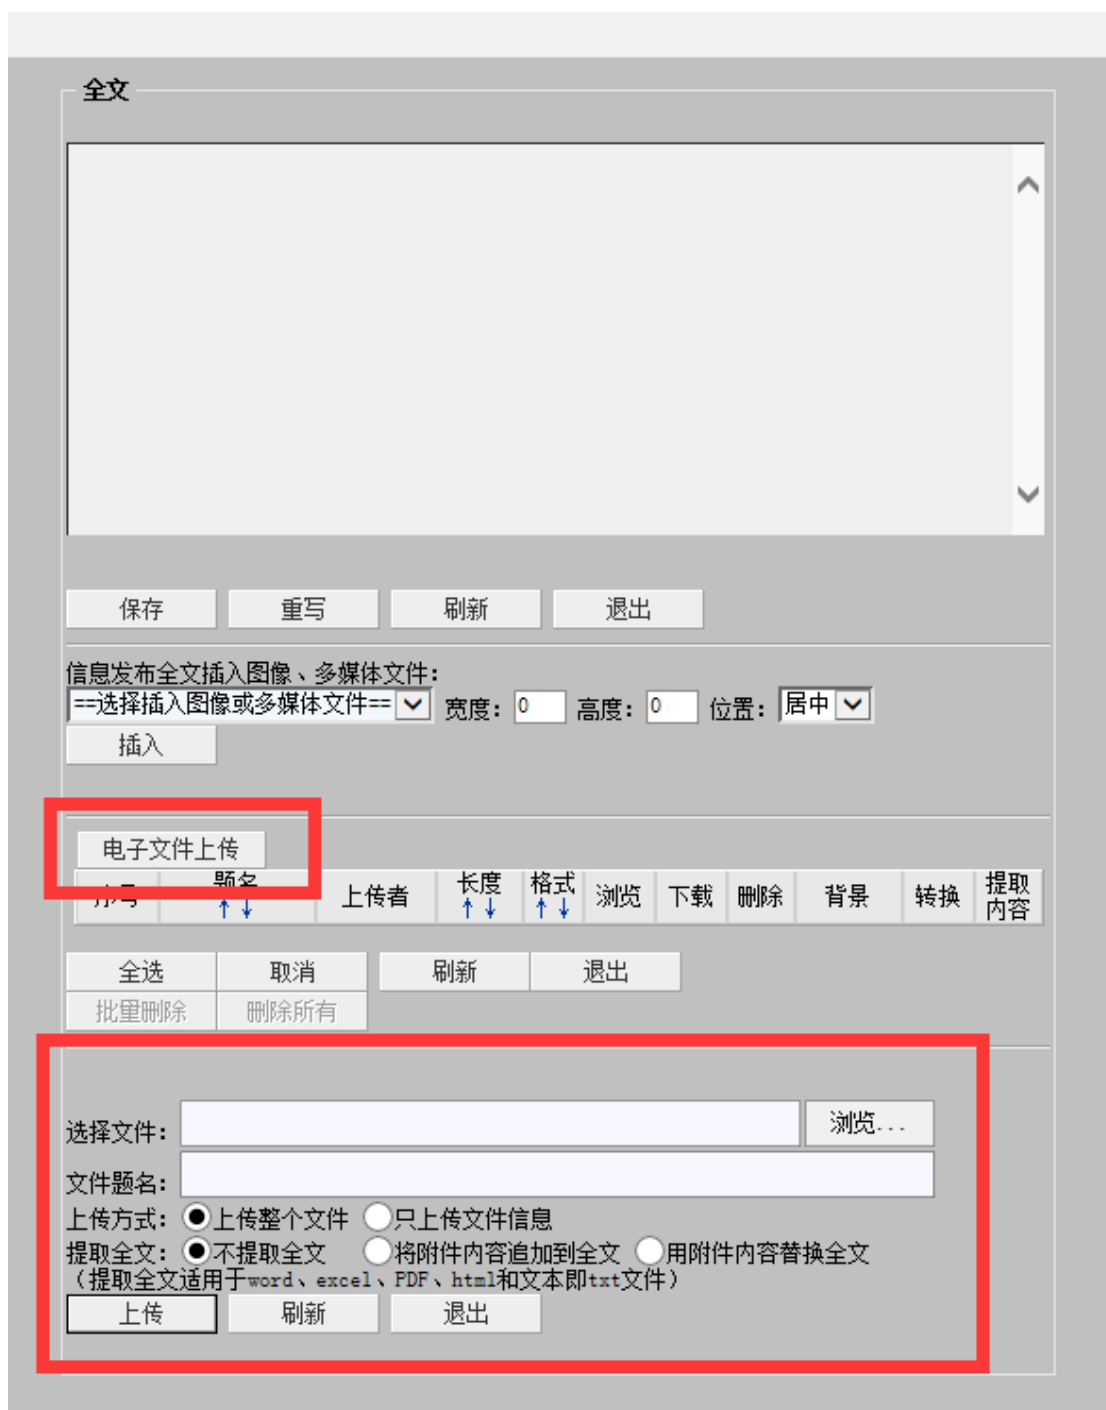 全文
保存 重写 刷新 退出
信息发布全文插入图像、多媒体文件：
==选择插入图像或多媒体文件== 宽度：0 高度：0 位置：居中
插入
电子文件上传
序号 题名↑↓ 上传者 长度↑↓ 格式↑↓ 浏览 下载 删除 背景 转换 提取内容
全选 取消 刷新 退出
批量删除 删除所有
选择文件： 浏览...
文件题名：
上传方式：上传整个文件 只上传文件信息
提取全文：不提取全文 将附件内容追加到全文 用附件内容替换全文
（提取全文适用于word、excel、PDF、html和文本即txt文件）
上传 刷新 退出